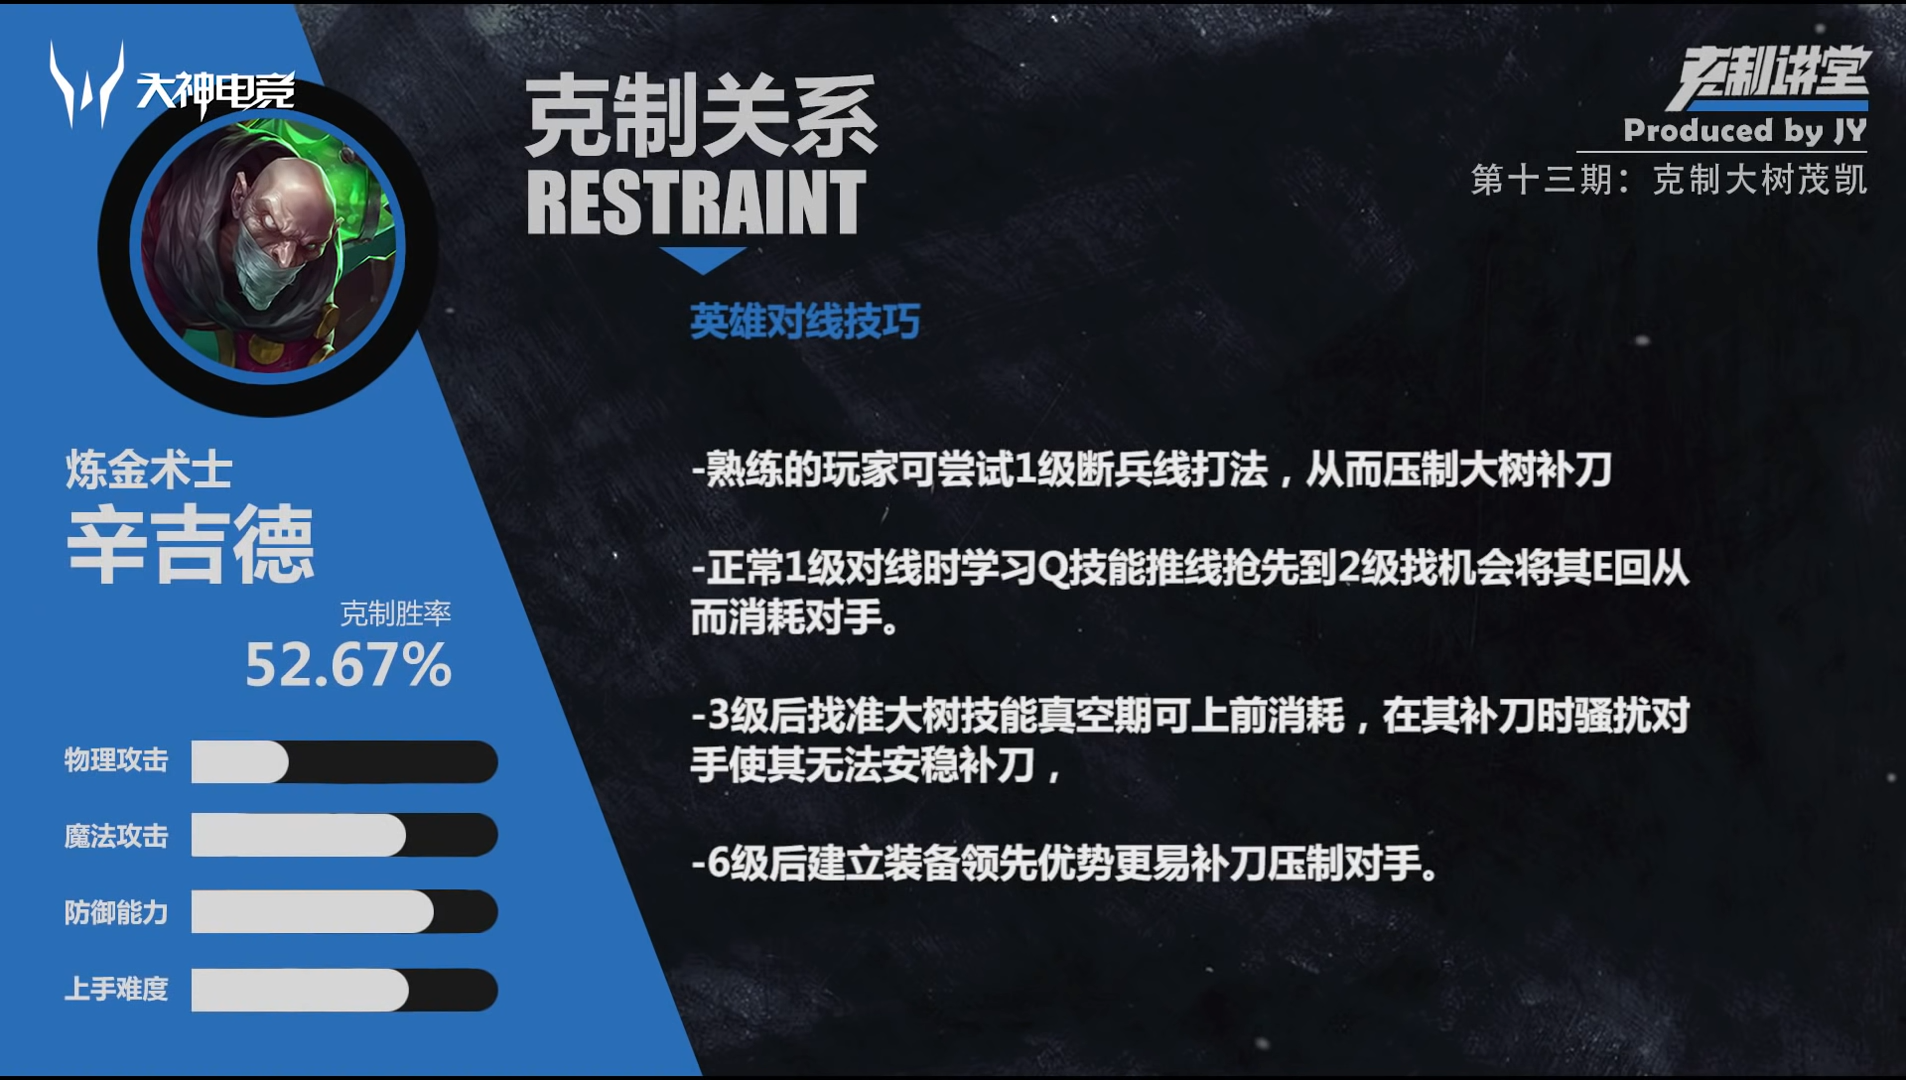 大神电竞
克制关系
RESTRAINT
克制讲堂
Produced by JY
第十三期：克制大树茂凯
英雄对线技巧
-熟练的玩家可尝试1级断兵线打法，从而压制大树补刀
-正常1级对线时学习Q技能推线抢先到2级找机会将其E回从
而消耗对手。
-3级后找准大树技能真空期可上前消耗，在其补刀时骚扰对
手使其无法安稳补刀，
-6级后建立装备领先优势更易补刀压制对手。
炼金术士
辛吉德
克制胜率
52.67%
物理攻击
魔法攻击
防御能力
上手难度